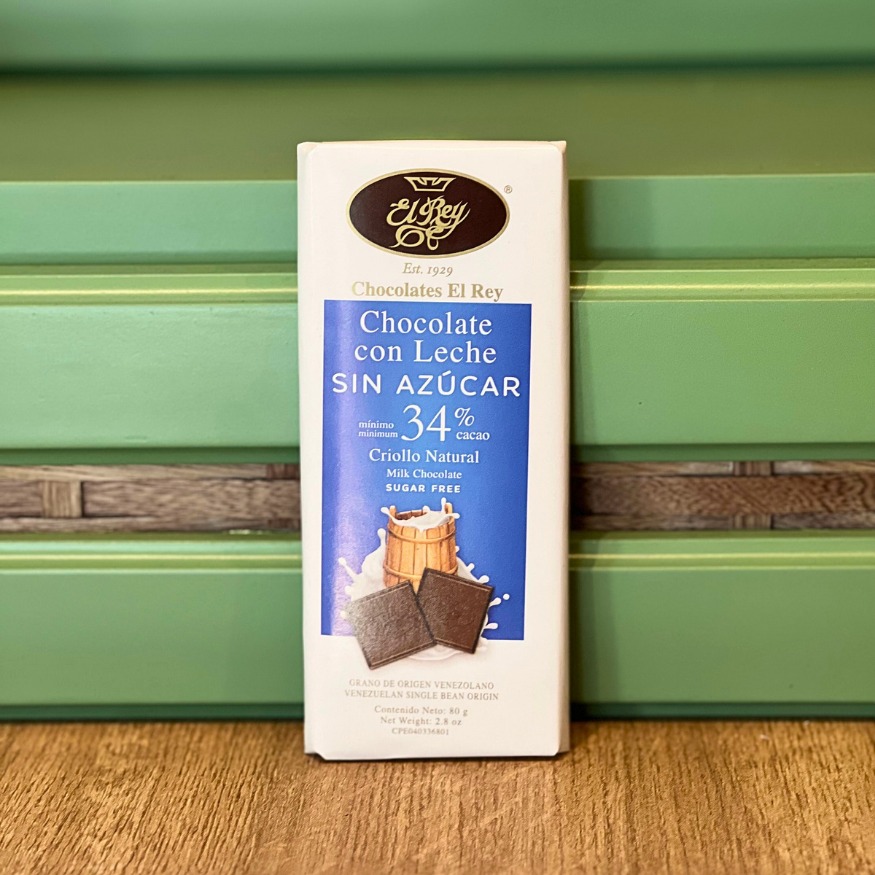 El Rey
®
Est. 1929
Chocolates El Rey
Chocolate
con Leche
SIN AZÚCAR
mínimo
minimum
34%
cacao
Criollo Natural
Milk Chocolate
SUGAR FREE
GRANO DE ORIGEN VENEZOLANO
VENEZUELAN SINGLE BEAN ORIGIN
Contenido Neto: 80 g
Net Weight: 2.8 oz
CPE040336801